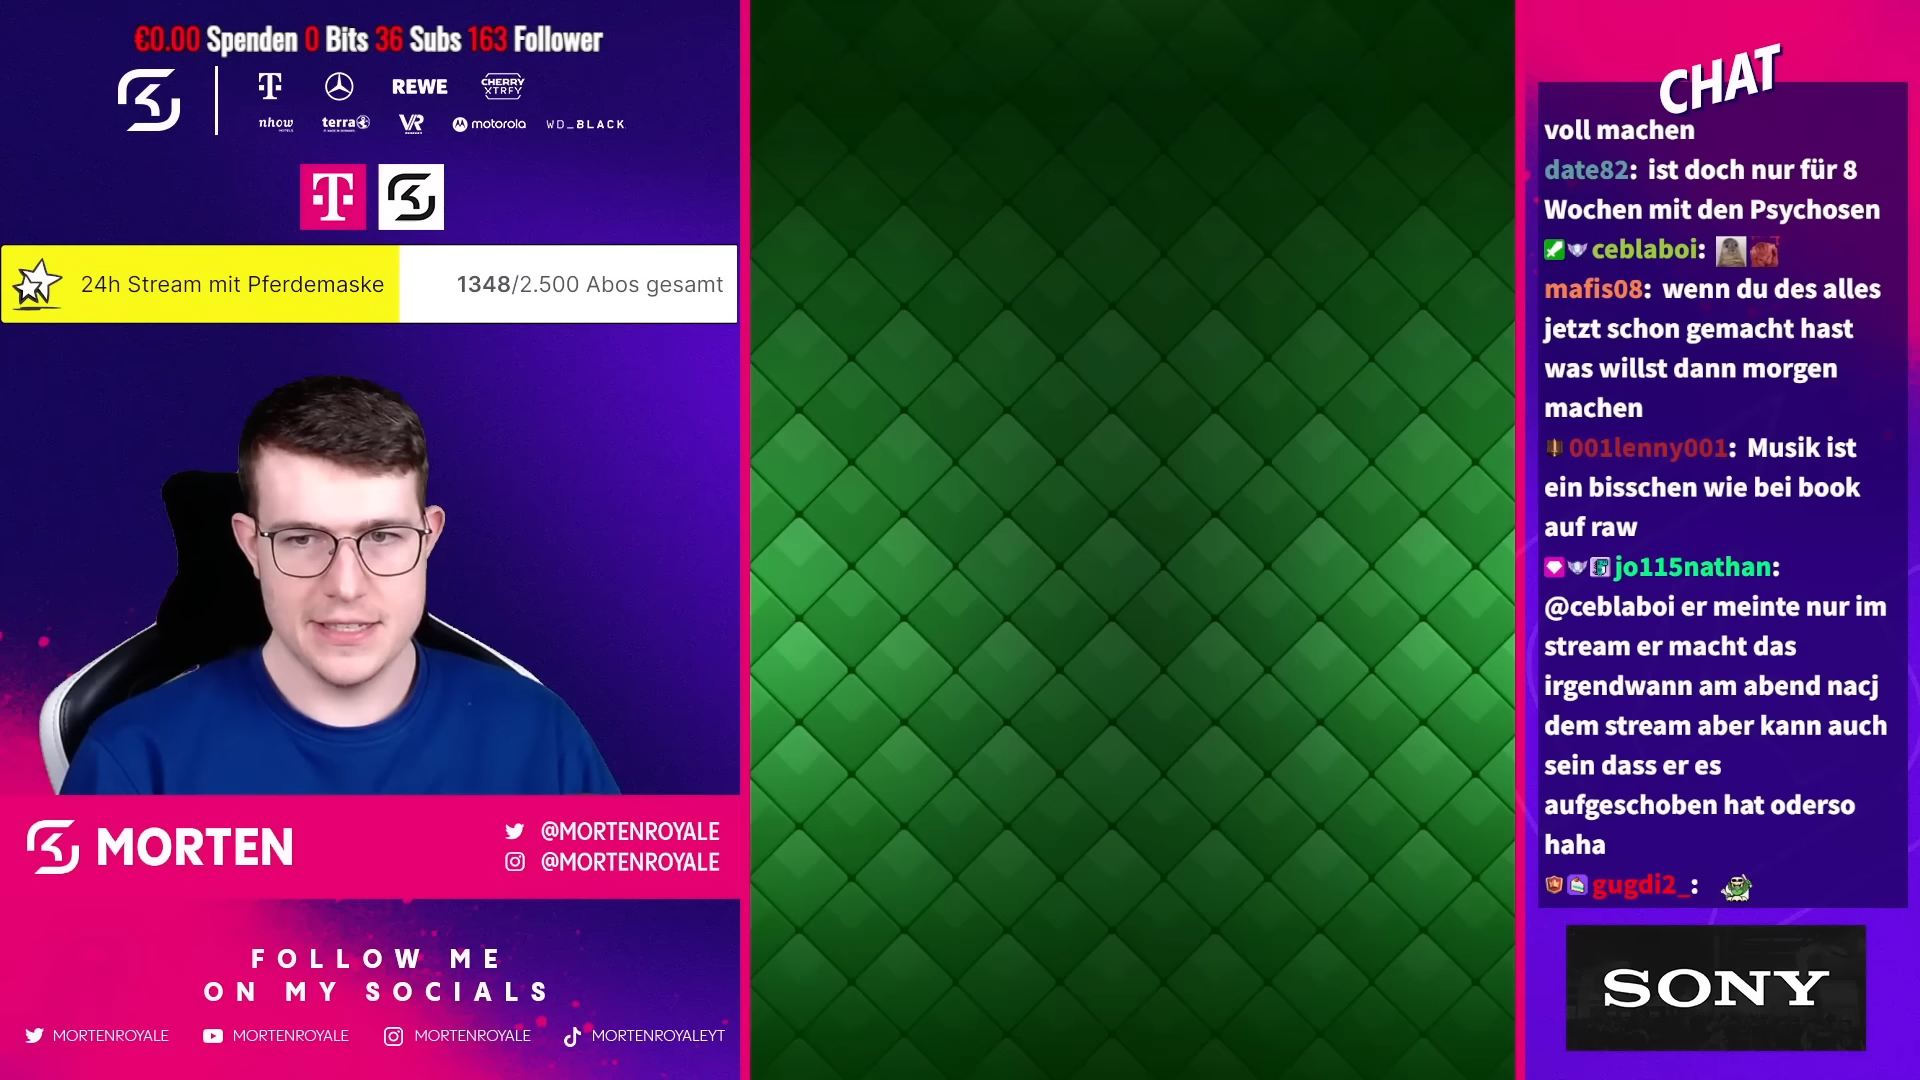 €0.00 Spenden 0 Bits 36 Subs 163 Follower
REWE
CHERRY
XTRFY
nhow
terra
VR
motorola
WD_BLACK
T
24h Stream mit Pferdemaske
1348/2.500 Abos gesamt
MORTEN
@MORTENROYALE
@MORTENROYALE
FOLLOW ME
ON MY SOCIALS
MORTENROYALE
MORTENROYALE
MORTENROYALE
MORTENROYALEYT
CHAT
voll machen
date82: ist doch nur für 8
Wochen mit den Psychosen
ceblaboi:
mafis08: wenn du des alles
jetzt schon gemacht hast
was willst dann morgen
machen
001lenny001: Musik ist
ein bisschen wie bei book
auf raw
jo115nathan:
@ceblaboi er meinte nur im
stream er macht das
irgendwann am abend nacj
dem stream aber kann auch
sein dass er es
aufgeschoben hat oderso
haha
gugdi2_:
SONY